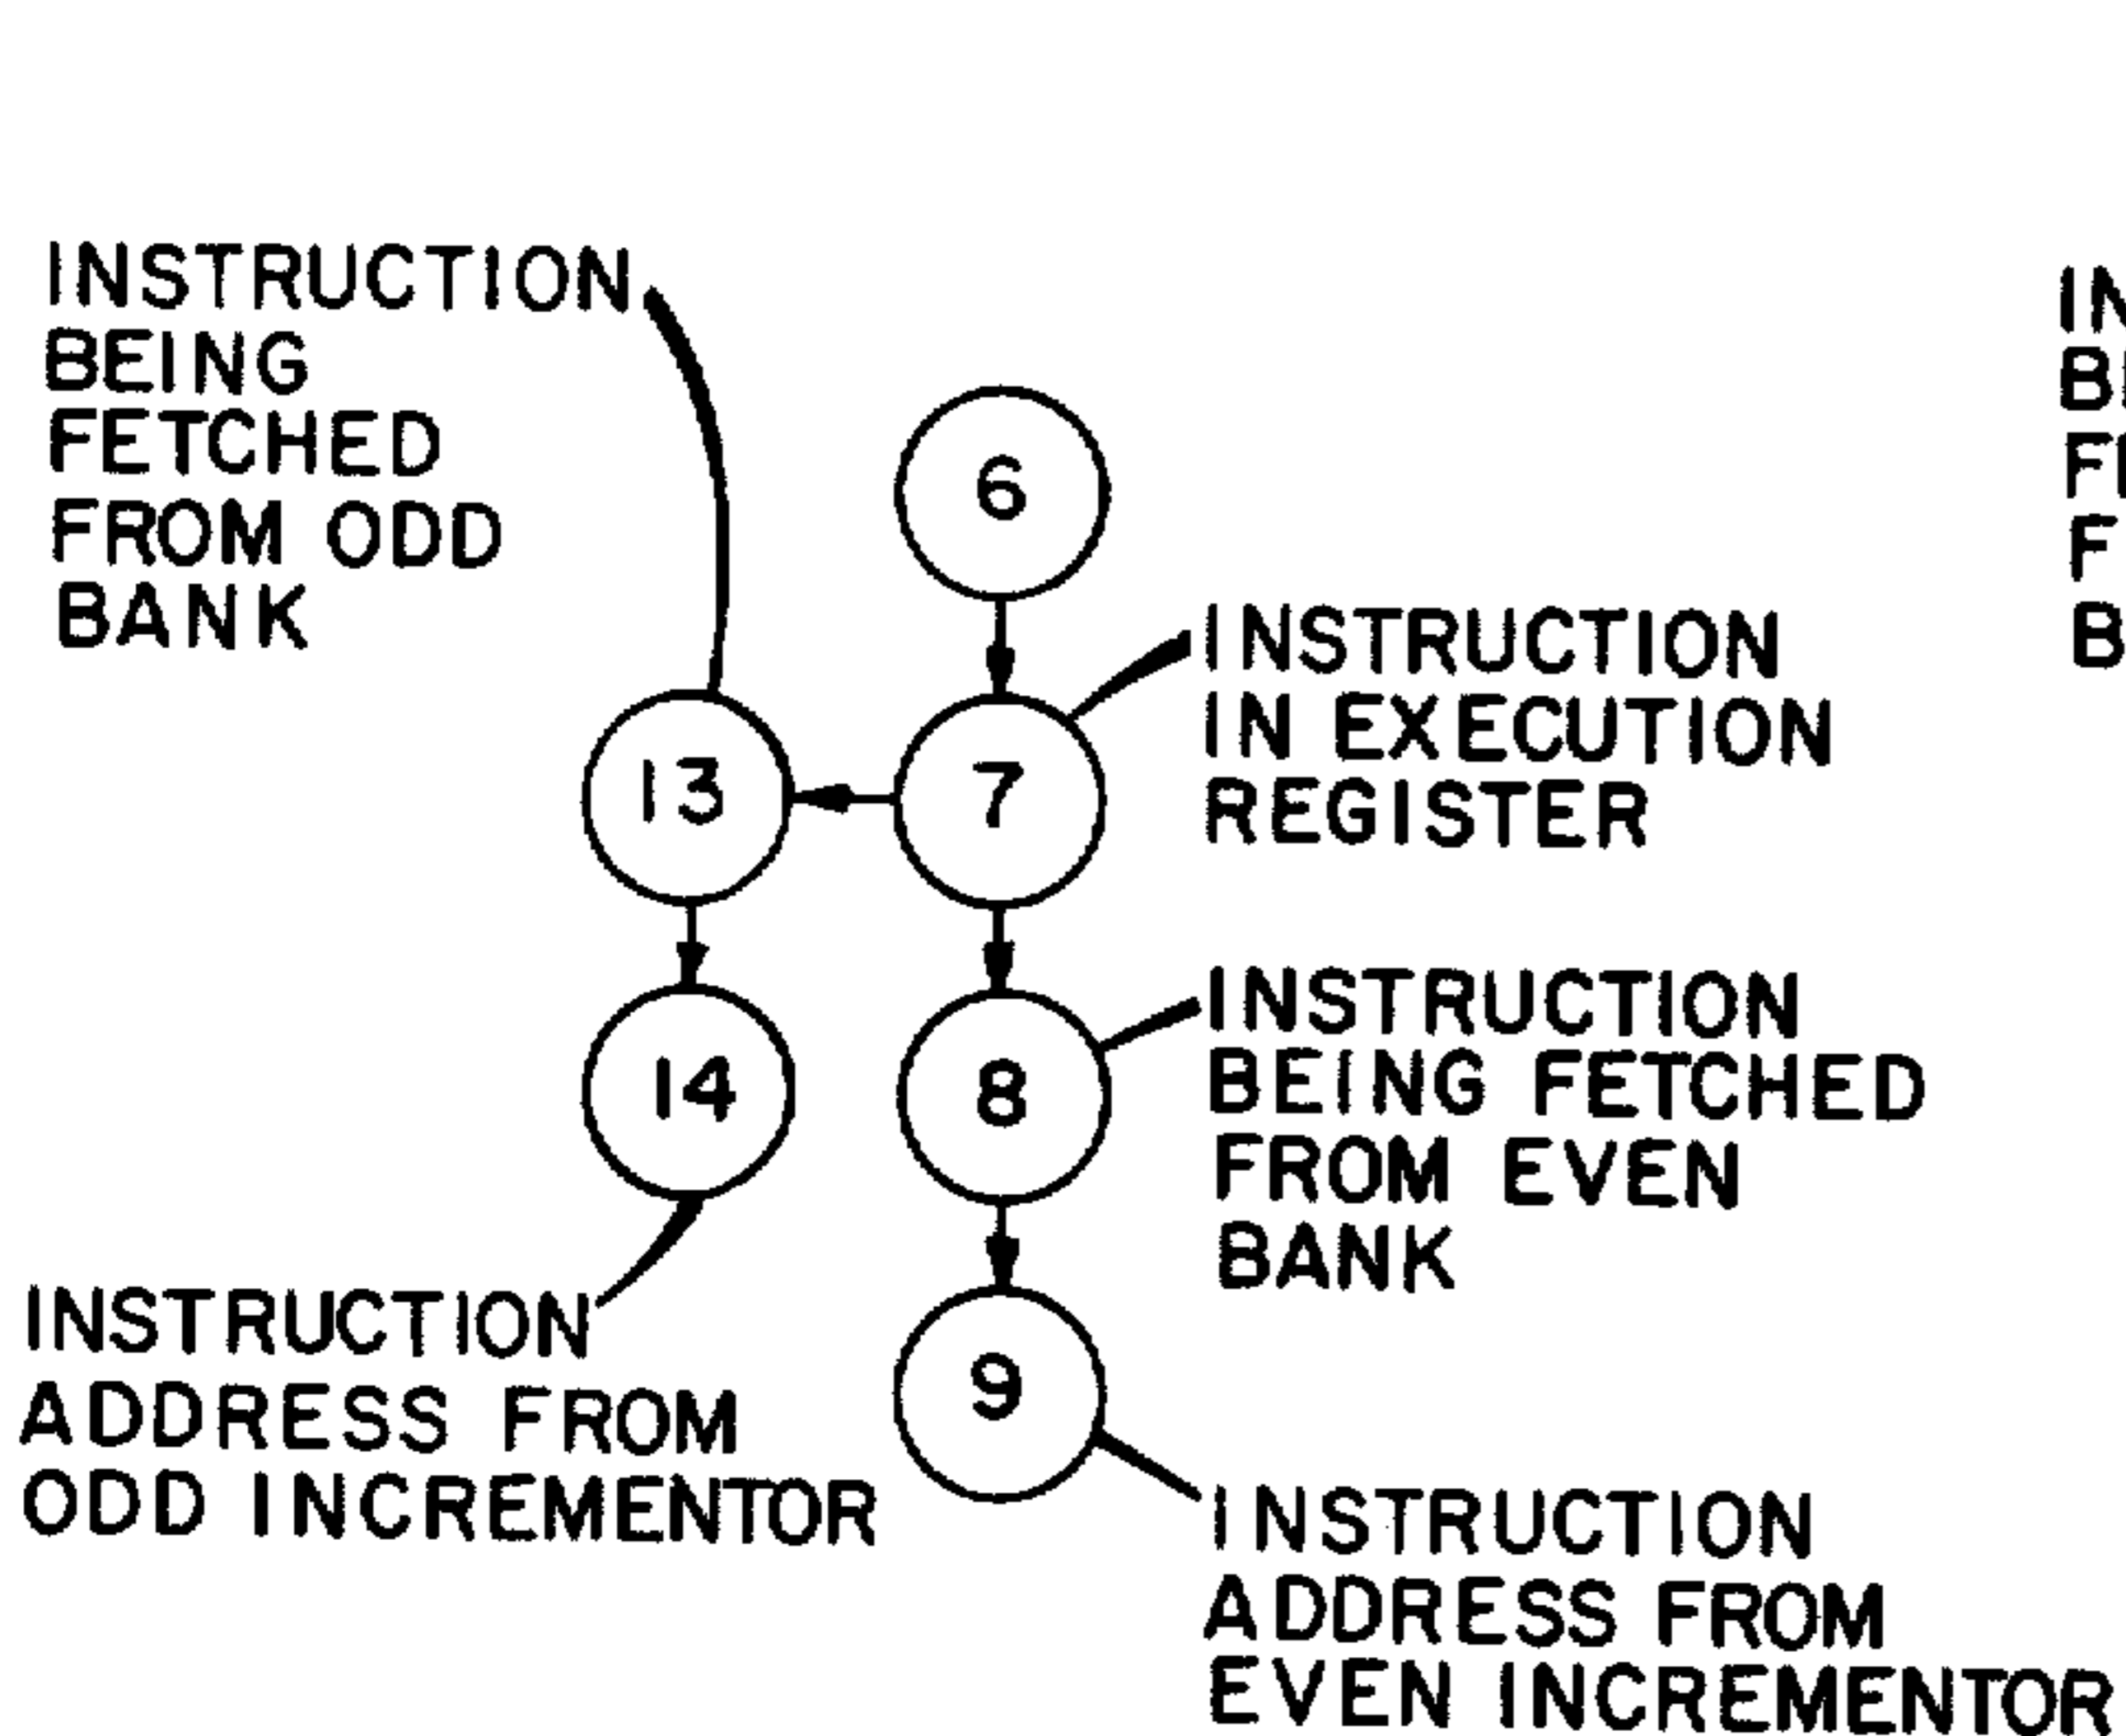 INSTRUCTION
BEING
FETCHED
FROM ODD
BANK
6
INSTRUCTION
IN EXECUTION
REGISTER
13
7
INSTRUCTION
BEING FETCHED
FROM EVEN
BANK
14
8
INSTRUCTION
ADDRESS FROM
ODD INCREMENTOR
9
INSTRUCTION
ADDRESS FROM
EVEN INCREMENTOR